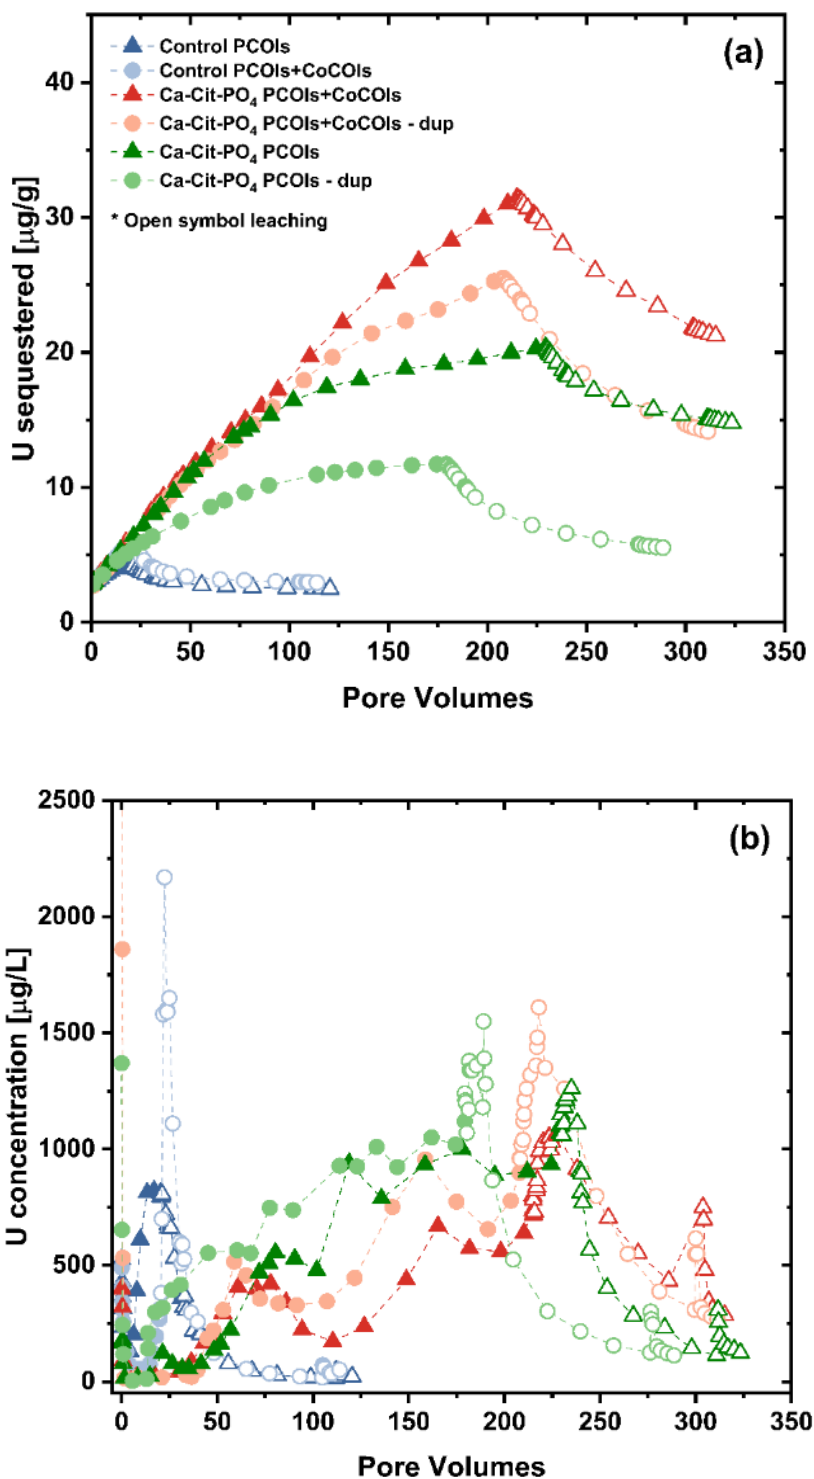 (a)
Control PCOIs
Control PCOIs+CoCOIs
Ca-Cit-PO₄ PCOIs+CoCOIs
Ca-Cit-PO₄ PCOIs+CoCOIs - dup
Ca-Cit-PO₄ PCOIs
Ca-Cit-PO₄ PCOIs - dup
* Open symbol leaching
U sequestered [µg/g]
40
30
20
10
0
0 50 100 150 200 250 300 350
Pore Volumes
(b)
U concentration [µg/L]
2500
2000
1500
1000
500
0
0 50 100 150 200 250 300 350
Pore Volumes